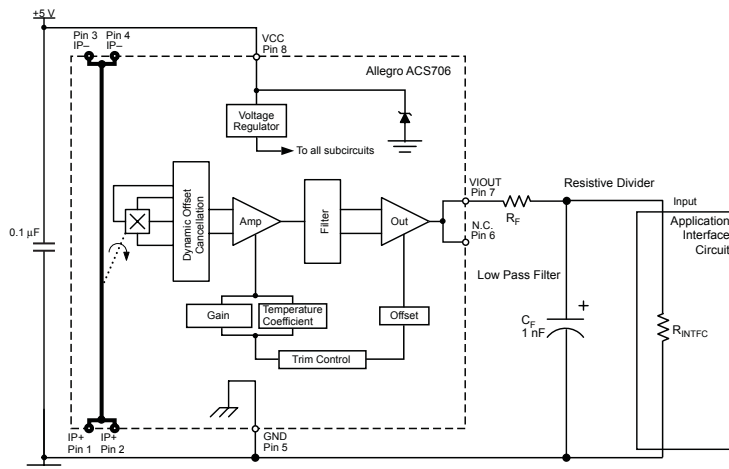 +5 V
Pin 3 Pin 4
IP– IP–
VCC
Pin 8
Allegro ACS706
Voltage
Regulator
To all subcircuits
Dynamic Offset
Cancellation
Amp
Filter
Out
VIOUT
Pin 7
N.C.
Pin 6
RF
Resistive Divider
Input
Application
Interface
Circuit
0.1 µF
Low Pass Filter
Gain
Temperature
Coefficient
Offset
Trim Control
CF
1 nF
+
RINTFC
IP+ IP+
Pin 1 Pin 2
GND
Pin 5